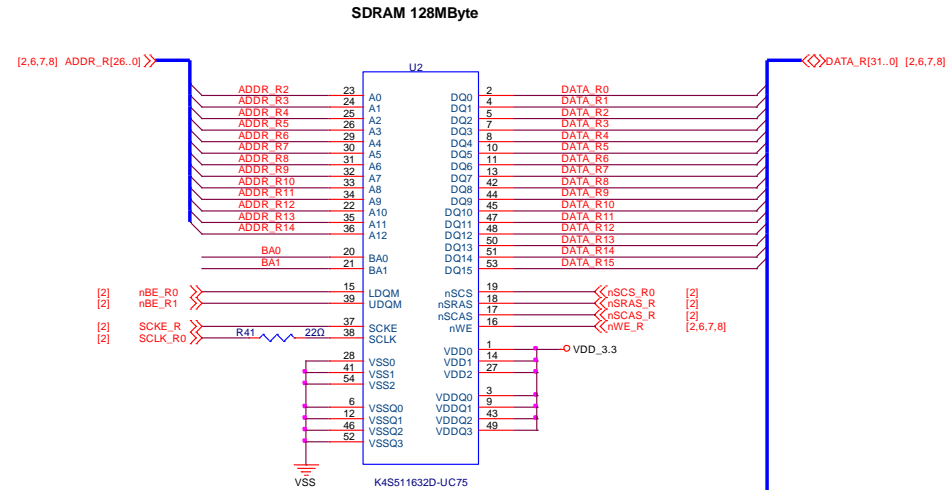 SDRAM 128MByte
[2,6,7,8] ADDR_R[26..0]
DATA_R[31..0] [2,6,7,8]
U2
ADDR_R2 23 A0 DQ0 2 DATA_R0
ADDR_R3 24 A1 DQ1 4 DATA_R1
ADDR_R4 25 A2 DQ2 5 DATA_R2
ADDR_R5 26 A3 DQ3 7 DATA_R3
ADDR_R6 29 A4 DQ4 8 DATA_R4
ADDR_R7 30 A5 DQ5 10 DATA_R5
ADDR_R8 31 A6 DQ6 11 DATA_R6
ADDR_R9 32 A7 DQ7 13 DATA_R7
ADDR_R10 33 A8 DQ8 42 DATA_R8
ADDR_R11 34 A9 DQ9 44 DATA_R9
ADDR_R12 22 A10 DQ10 45 DATA_R10
ADDR_R13 35 A11 DQ11 47 DATA_R11
ADDR_R14 36 A12 DQ12 48 DATA_R12
DQ13 50 DATA_R13
BA0 20 BA0 DQ14 51 DATA_R14
BA1 21 BA1 DQ15 53 DATA_R15
[2] nBE_R0 15 LDQM nSCS 19 nSCS_R0 [2]
[2] nBE_R1 39 UDQM nSRAS 18 nSRAS_R [2]
nSCAS 17 nSCAS_R [2]
[2] SCKE_R 37 SCKE nWE 16 nWE_R [2,6,7,8]
[2] SCLK_R0 R41 22Ω 38 SCLK
VDD0 1 VDD_3.3
28 VSS0 VDD1 14
41 VSS1 VDD2 27
54 VSS2
VDDQ0 3
6 VSSQ0 VDDQ1 9
12 VSSQ1 VDDQ2 43
46 VSSQ2 VDDQ3 49
52 VSSQ3
VSS
K4S511632D-UC75